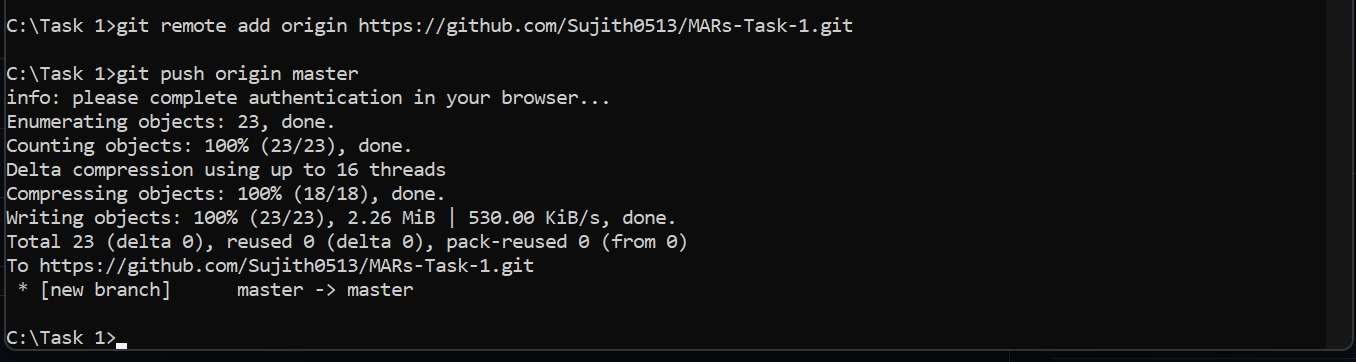 C:\Task 1>git remote add origin https://github.com/Sujith0513/MARs-Task-1.git
C:\Task 1>git push origin master
info: please complete authentication in your browser...
Enumerating objects: 23, done.
Counting objects: 100% (23/23), done.
Delta compression using up to 16 threads
Compressing objects: 100% (18/18), done.
Writing objects: 100% (23/23), 2.26 MiB | 530.00 KiB/s, done.
Total 23 (delta 0), reused 0 (delta 0), pack-reused 0 (from 0)
To https://github.com/Sujith0513/MARs-Task-1.git
 * [new branch]      master -> master
C:\Task 1>